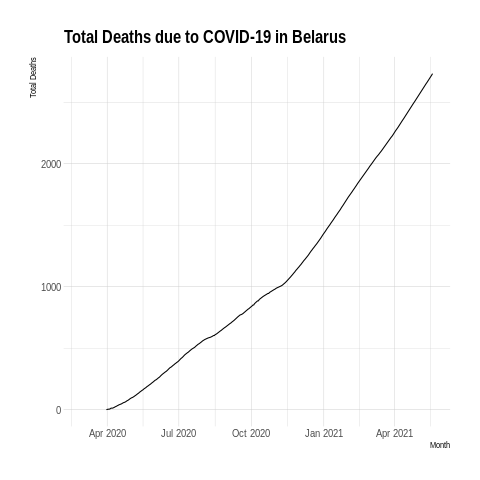 Total Deaths due to COVID-19 in Belarus
Total Deaths
2000
1000
0
Apr 2020 Jul 2020 Oct 2020 Jan 2021 Apr 2021
Month